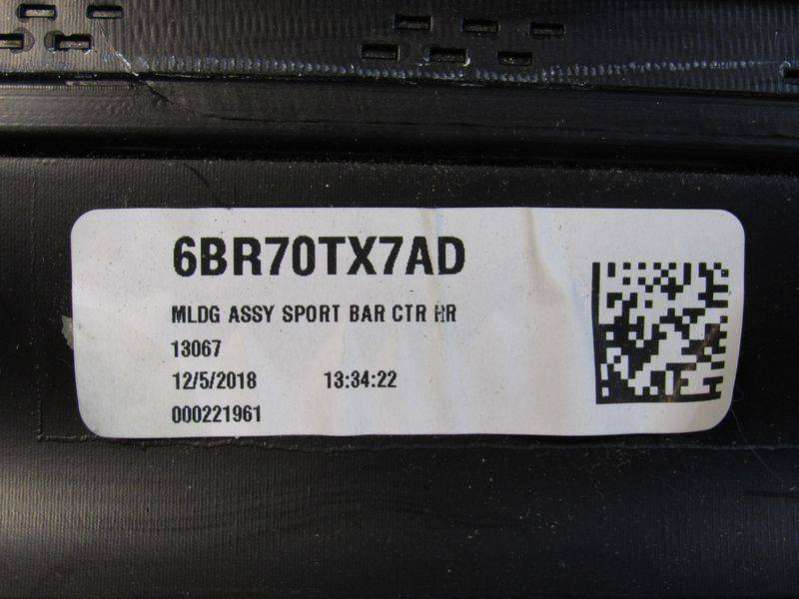 6BR70TX7AD
MLDG ASSY SPORT BAR CTR RR
13067
12/5/2018 13:34:22
000221961